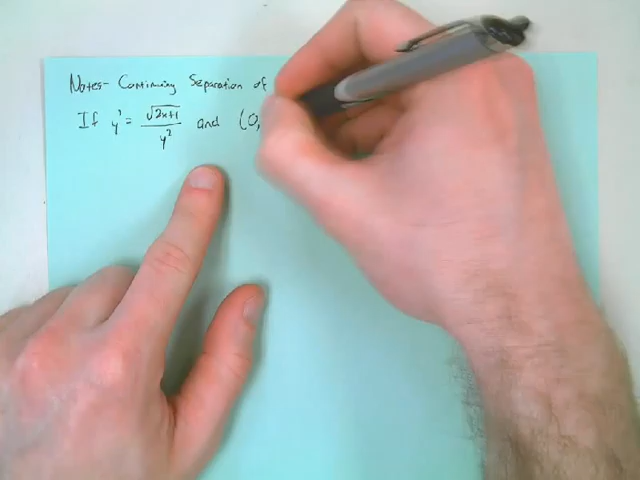 Notes- Continuing Separation of
If y' = √(2x+1)/y² and (0,